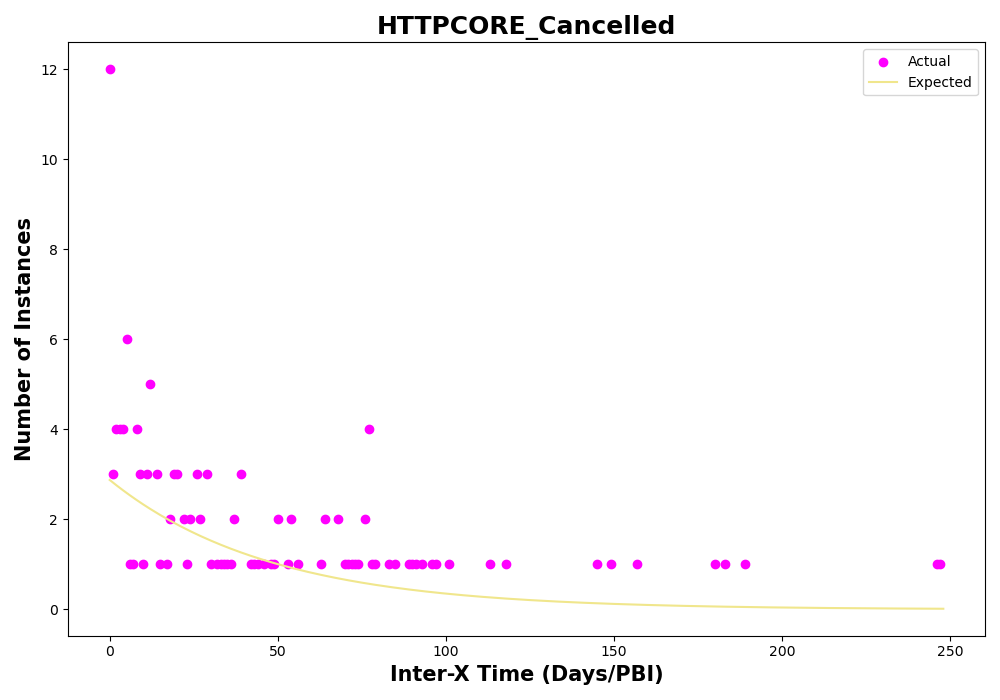 HTTPCORE_Cancelled
Actual
Expected
12
10
8
6
4
2
0
Number of Instances
0 50 100 150 200 250
Inter-X Time (Days/PBI)